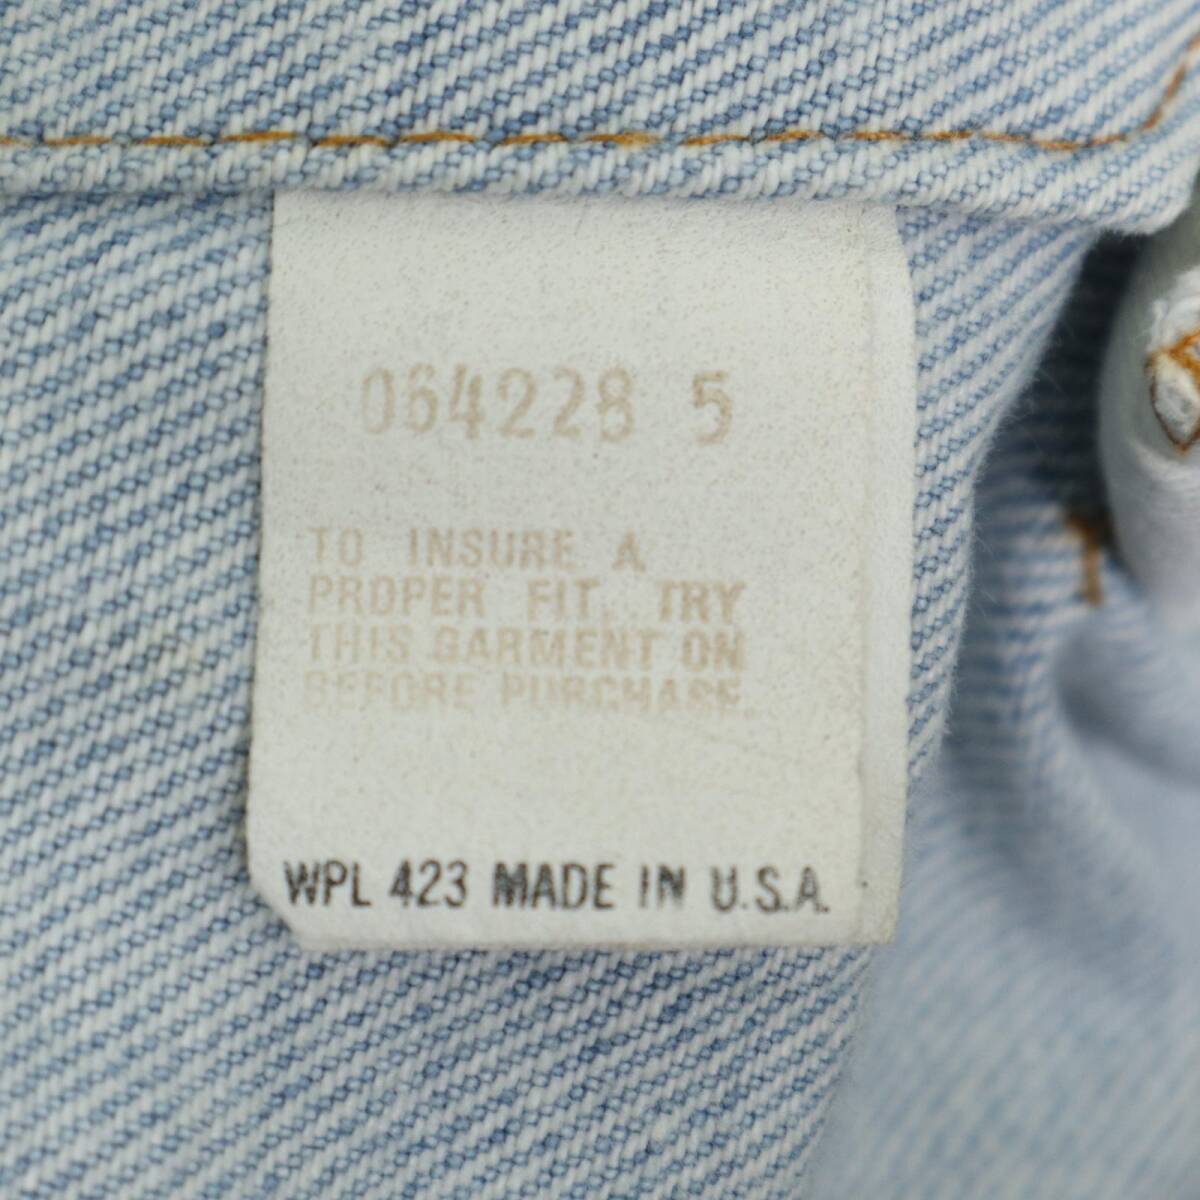 064228 5
TO INSURE A
PROPER FIT, TRY
THIS GARMENT ON
BEFORE PURCHASE.
WPL 423 MADE IN U.S.A.